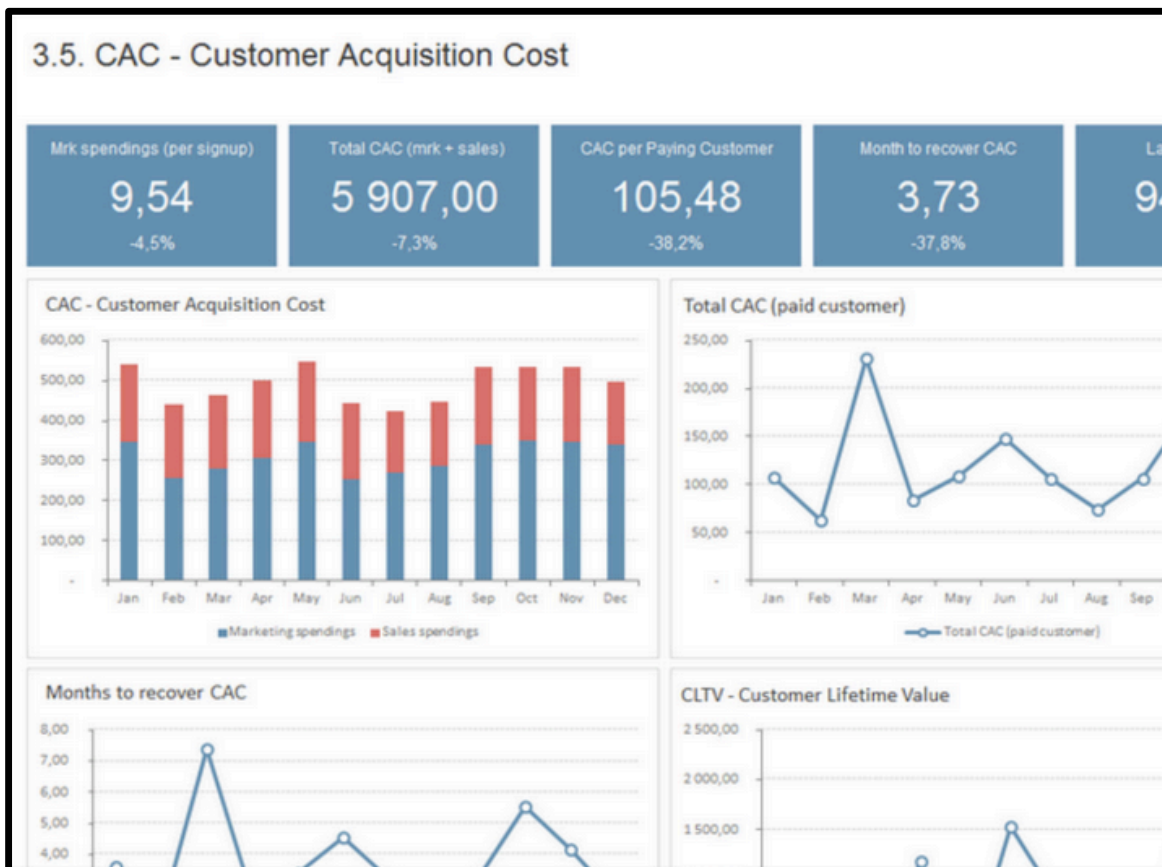 3.5. CAC - Customer Acquisition Cost
Mrk spendings (per signup)
9,54
-4,5%
Total CAC (mrk + sales)
5 907,00
-7,3%
CAC per Paying Customer
105,48
-38,2%
Month to recover CAC
3,73
-37,8%
CAC - Customer Acquisition Cost
600,00
500,00
400,00
300,00
200,00
100,00
-
Jan Feb Mar Apr May Jun Jul Aug Sep Oct Nov Dec
Marketing spendings Sales spendings
Total CAC (paid customer)
250,00
200,00
150,00
100,00
50,00
-
Jan Feb Mar Apr May Jun Jul Aug Sep
Total CAC (paid customer)
Months to recover CAC
8,00
7,00
6,00
5,00
4,00
CLTV - Customer Lifetime Value
2 500,00
2 000,00
1 500,00